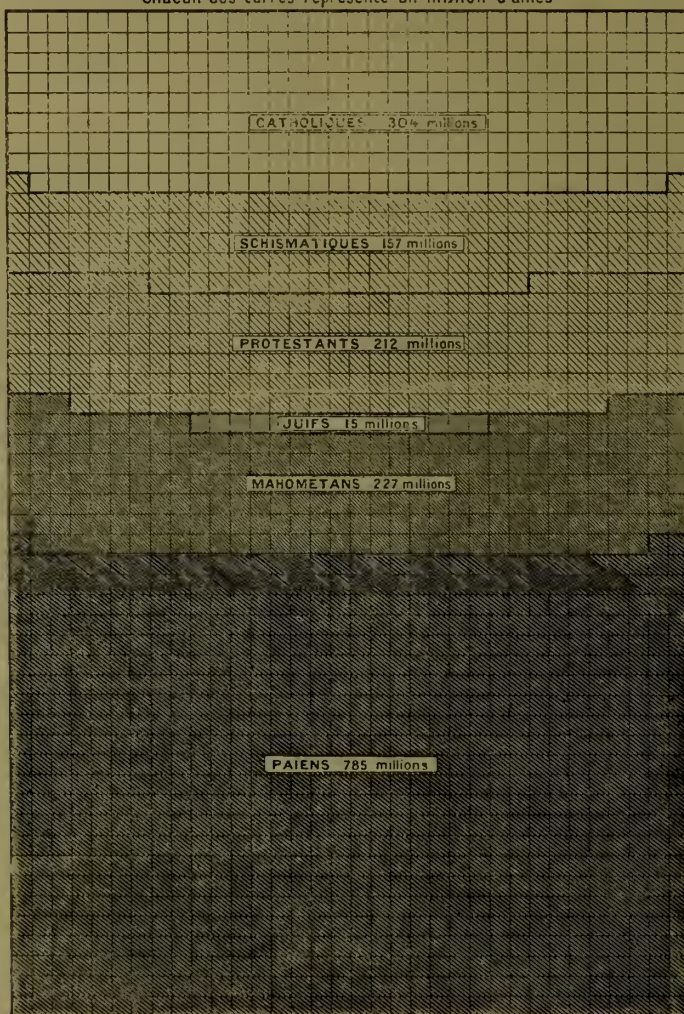 Chacun des carrés représente un million d'âmes
CATHOLIQUES 304 millions
SCHISMATIQUES 157 millions
PROTESTANTS 212 millions
JUIFS 15 millions
MAHOMETANS 227 millions
PAIENS 785 millions